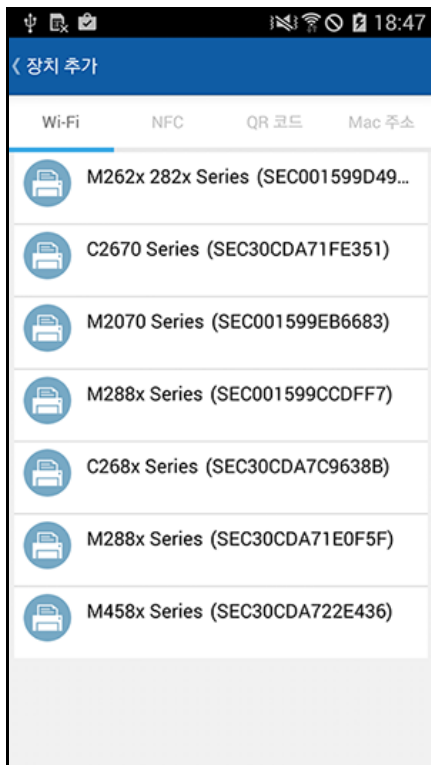 18:47
장치 추가
Wi-Fi NFC QR 코드 Mac 주소
M262x 282x Series (SEC001599D49...
C2670 Series (SEC30CDA71FE351)
M2070 Series (SEC001599EB6683)
M288x Series (SEC001599CCDFF7)
C268x Series (SEC30CDA7C9638B)
M288x Series (SEC30CDA71E0F5F)
M458x Series (SEC30CDA722E436)